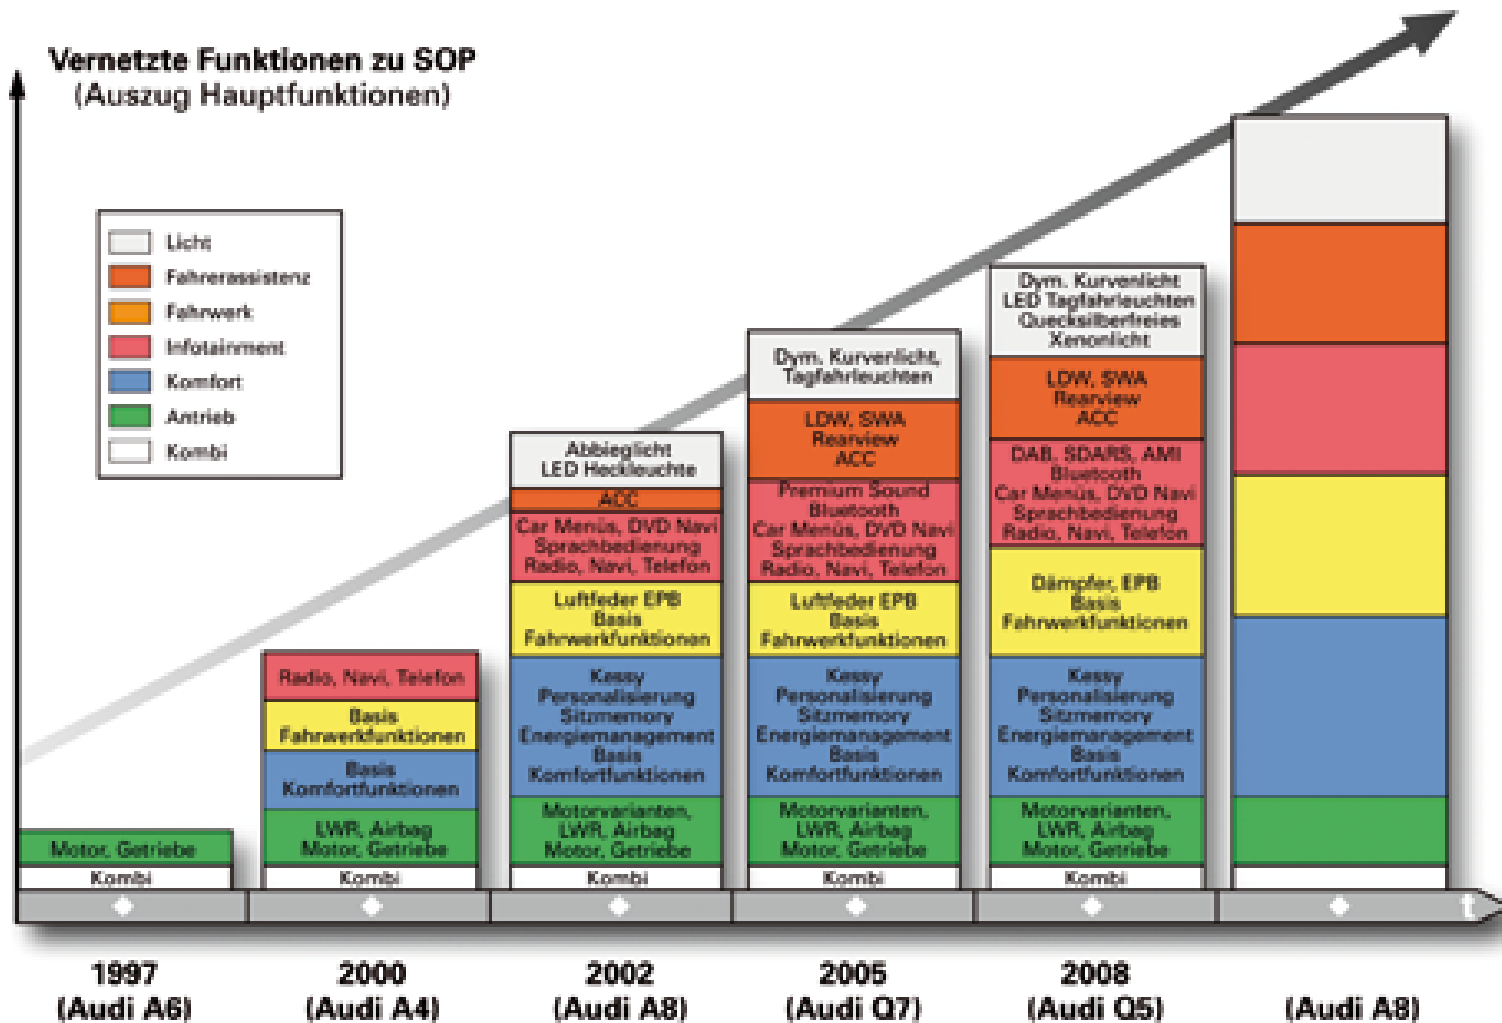 Vernetzte Funktionen zu SOP
(Auszug Hauptfunktionen)
Licht
Fahrerassistenz
Fahrwerk
Infotainment
Komfort
Antrieb
Kombi
Motor, Getriebe
Kombi
Radio, Navi, Telefon
Basis
Fahrwerkfunktionen
Basis
Komfortfunktionen
LWR, Airbag
Motor, Getriebe
Kombi
Abbieglicht
LED Heckleuchte
ACC
Car Menüs, DVD Navi
Sprachbedienung
Radio, Navi, Telefon
Luftfeder EPB
Basis
Fahrwerkfunktionen
Kessy
Personalisierung
Sitzmemory
Energiemanagement
Basis
Komfortfunktionen
Motorvarianten,
LWR, Airbag
Motor, Getriebe
Kombi
Dym. Kurvenlicht,
Tagfahrleuchten
LDW, SWA
Rearview
ACC
Premium Sound
Bluetooth
Car Menüs, DVD Navi
Sprachbedienung
Radio, Navi, Telefon
Luftfeder EPB
Basis
Fahrwerkfunktionen
Kessy
Personalisierung
Sitzmemory
Energiemanagement
Basis
Komfortfunktionen
Motorvarianten,
LWR, Airbag
Motor, Getriebe
Kombi
Dym. Kurvenlicht
LED Tagfahrleuchten
Quecksilberfreies
Xenonlicht
LDW, SWA
Rearview
ACC
DAB, SDARS, AMI
Bluetooth
Car Menüs, DVD Navi
Sprachbedienung
Radio, Navi, Telefon
Dämpfer, EPB
Basis
Fahrwerkfunktionen
Kessy
Personalisierung
Sitzmemory
Energiemanagement
Basis
Komfortfunktionen
Motorvarianten,
LWR, Airbag
Motor, Getriebe
Kombi
t
1997
(Audi A6)
2000
(Audi A4)
2002
(Audi A8)
2005
(Audi Q7)
2008
(Audi Q5)
(Audi A8)